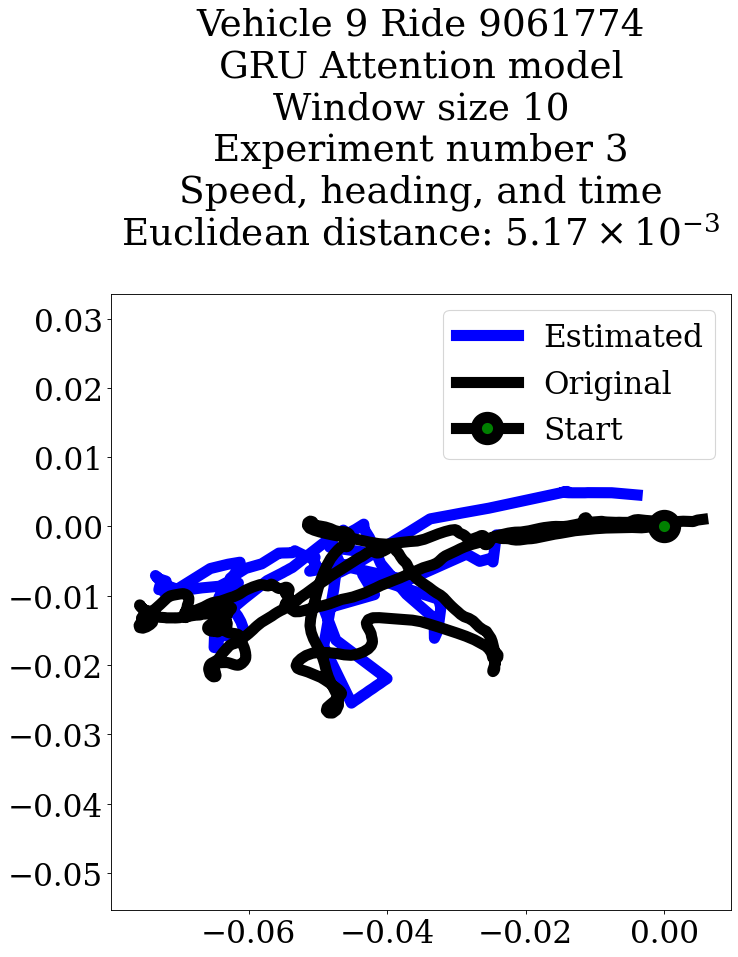 Vehicle 9 Ride 9061774
GRU Attention model
Window size 10
Experiment number 3
Speed, heading, and time
Euclidean distance: 5.17 × 10⁻³
Estimated
Original
Start
0.03
0.02
0.01
0.00
−0.01
−0.02
−0.03
−0.04
−0.05
−0.06 −0.04 −0.02 0.00